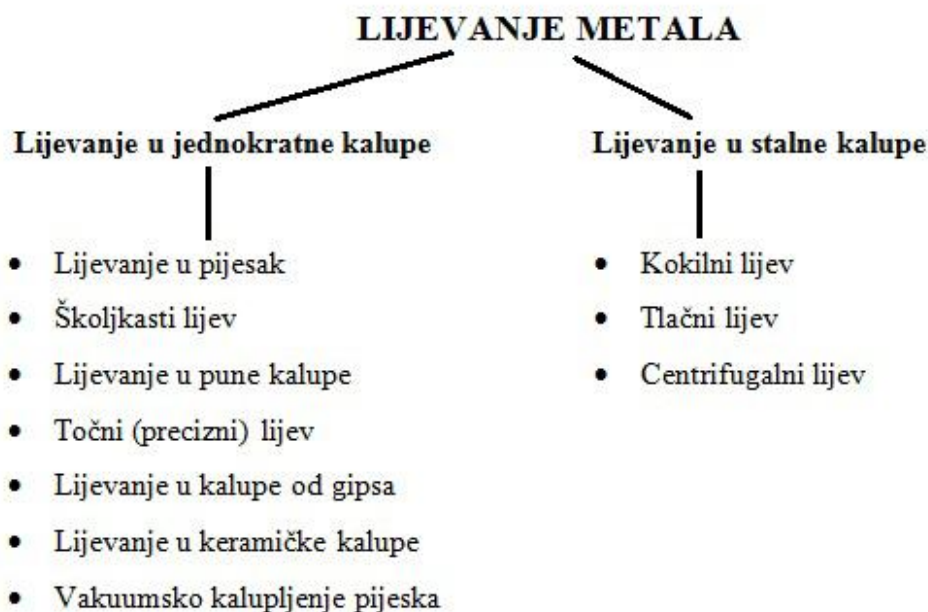 LIJEVANJE METALA
Lijevanje u jednokratne kalupe
• Lijevanje u pijesak
• Školjkasti lijev
• Lijevanje u pune kalupe
• Točni (precizni) lijev
• Lijevanje u kalupe od gipsa
• Lijevanje u keramičke kalupe
• Vakuumsko kalupljenje pijeska
Lijevanje u stalne kalupe
• Kokilni lijev
• Tlačni lijev
• Centrifugalni lijev